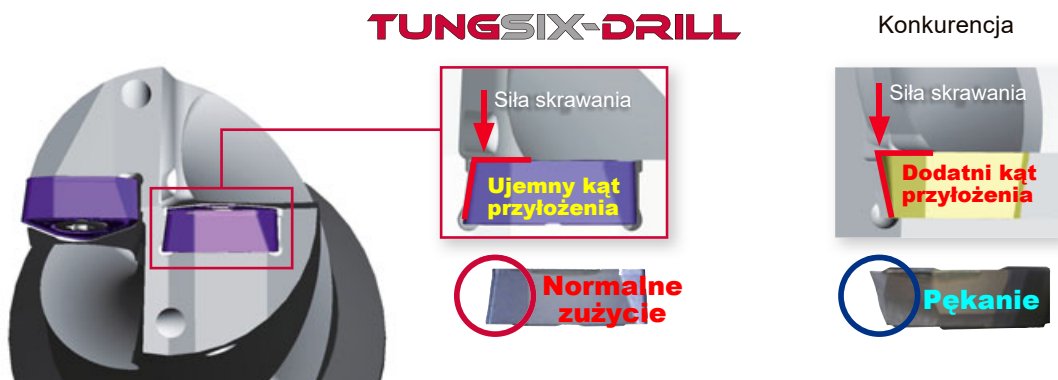 TUNGSIX-DRILL
Konkurencja
Siła skrawania
Ujemny kąt
przyłożenia
Siła skrawania
Dodatni kąt
przyłożenia
Normalne
zużycie
Pękanie